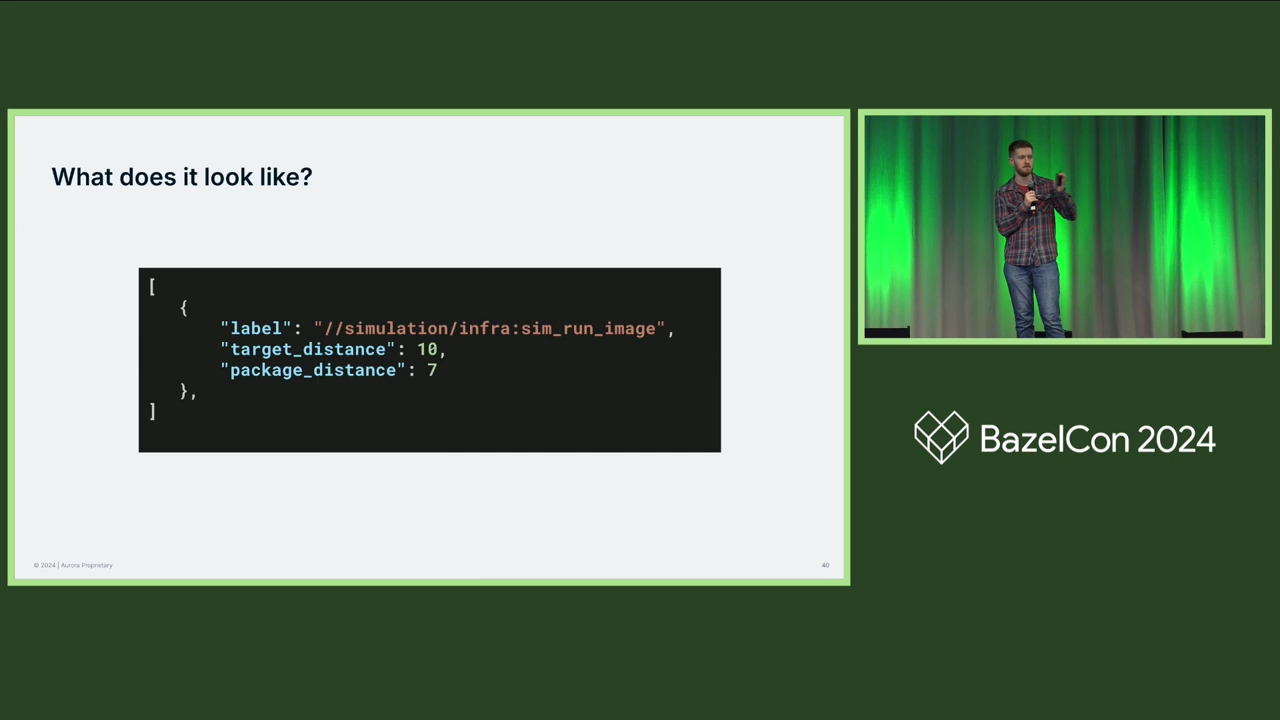 What does it look like?
[
{
"label": "//simulation/infra:sim_run_image",
"target_distance": 10,
"package_distance": 7
},
]
© 2024 | Aurora Proprietary
40
BazelCon 2024